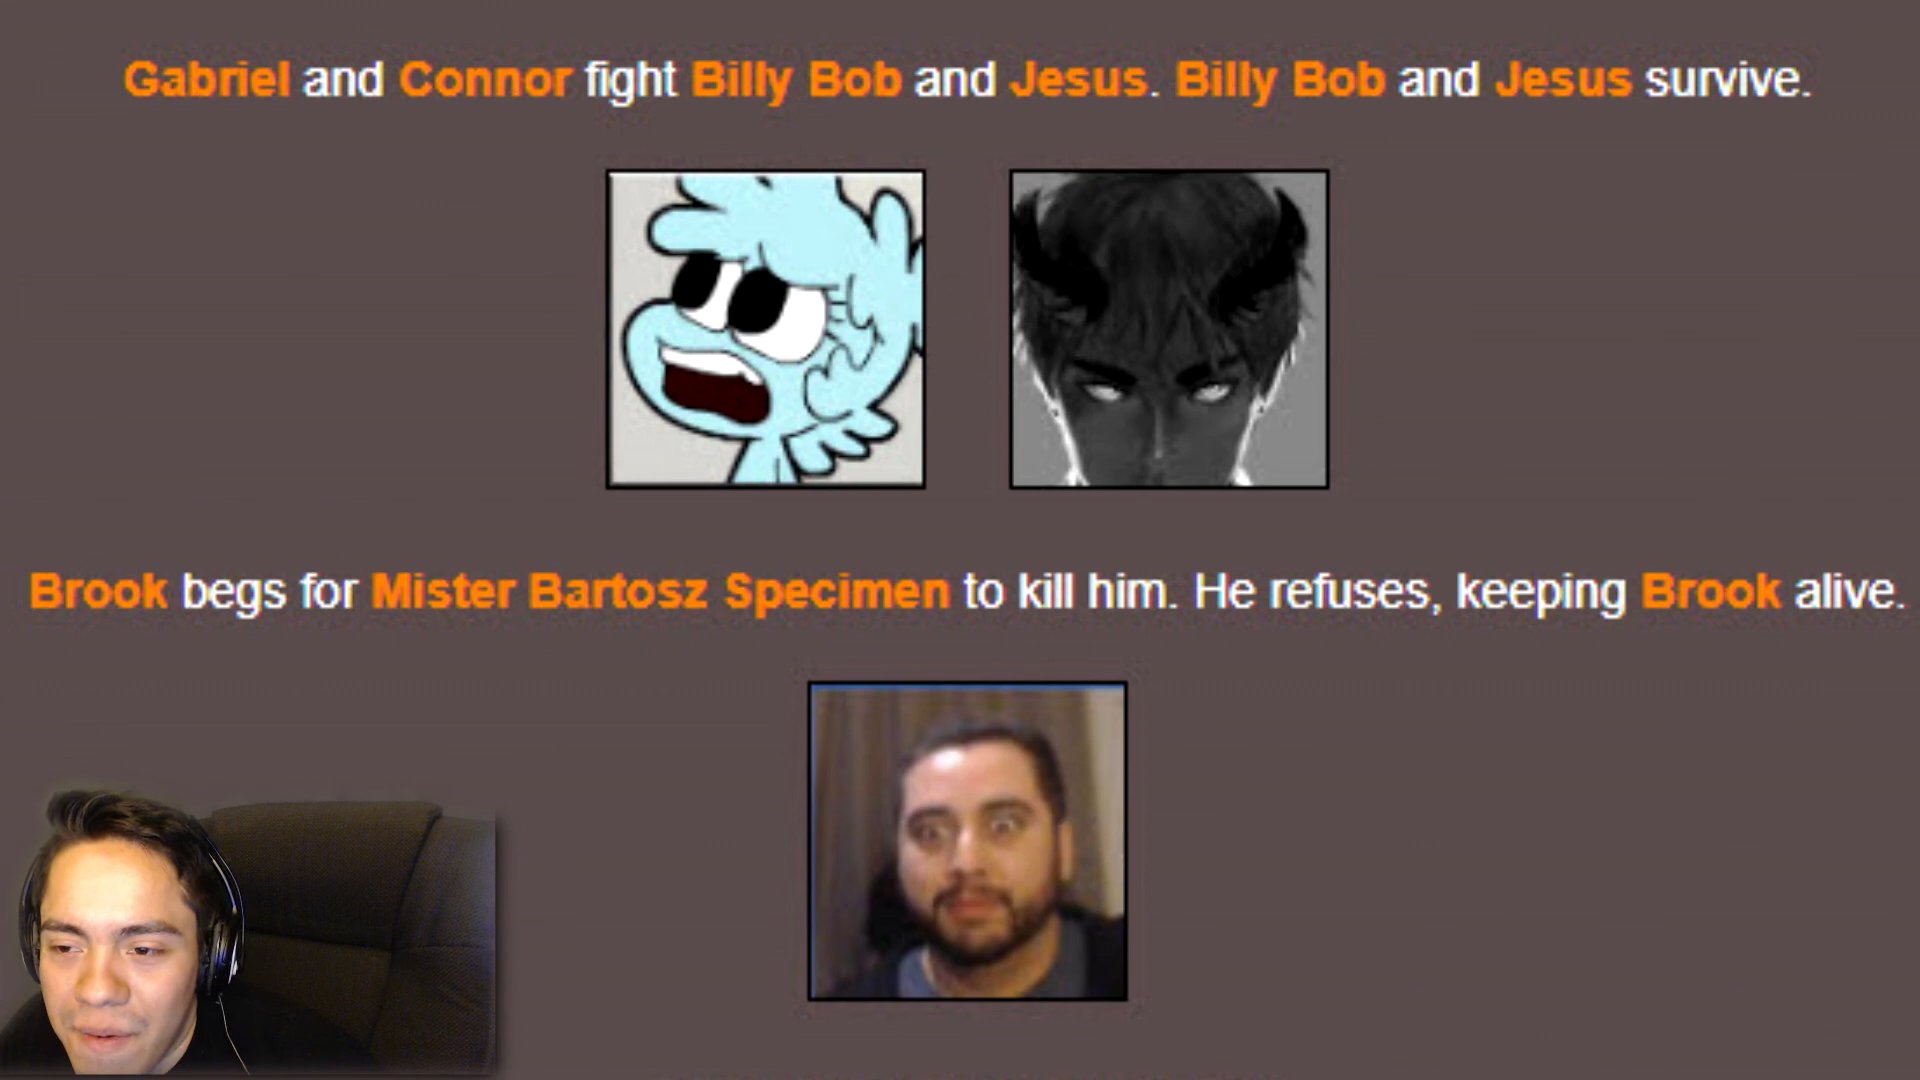 Gabriel and Connor fight Billy Bob and Jesus. Billy Bob and Jesus survive.
Brook begs for Mister Bartosz Specimen to kill him. He refuses, keeping Brook alive.